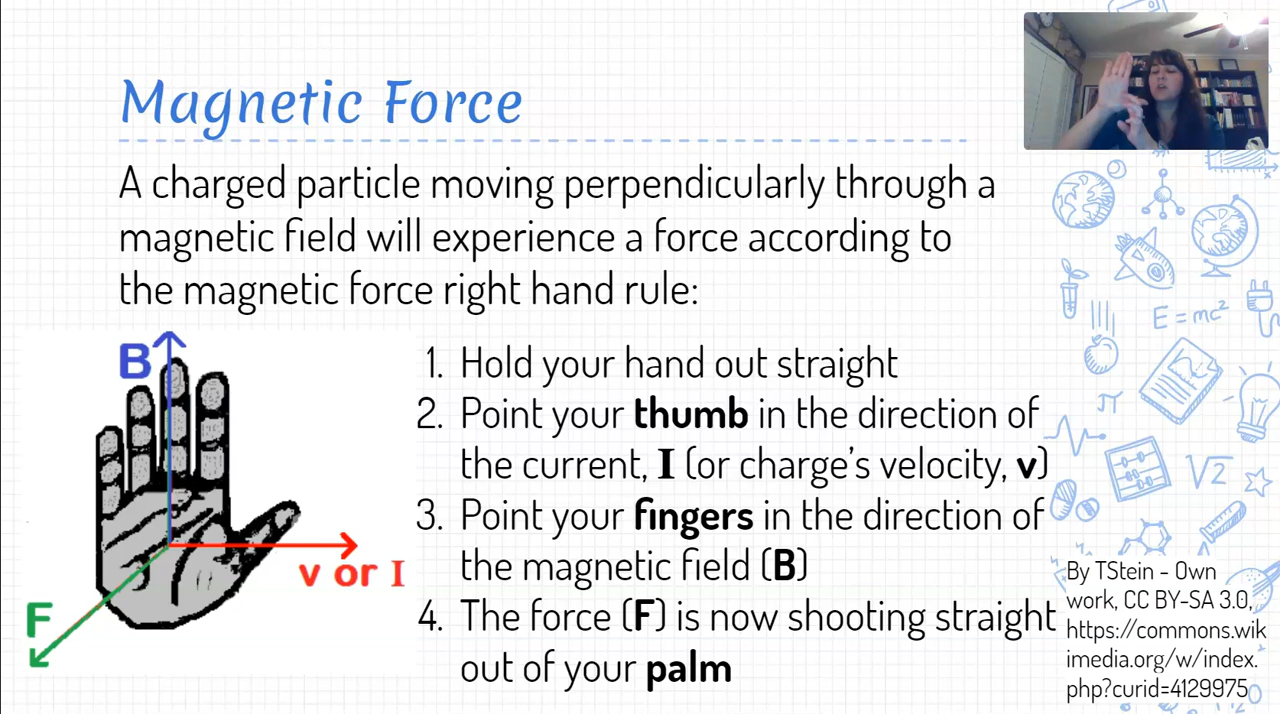 Magnetic Force
A charged particle moving perpendicularly through a
magnetic field will experience a force according to
the magnetic force right hand rule:
B
v or I
F
1. Hold your hand out straight
2. Point your thumb in the direction of
the current, I (or charge's velocity, v)
3. Point your fingers in the direction of
the magnetic field (B)
4. The force (F) is now shooting straight
out of your palm
E = mc²
π
√2
By TStein - Own
work, CC BY-SA 3.0,
https://commons.wik
imedia.org/w/index.
php?curid=4129975